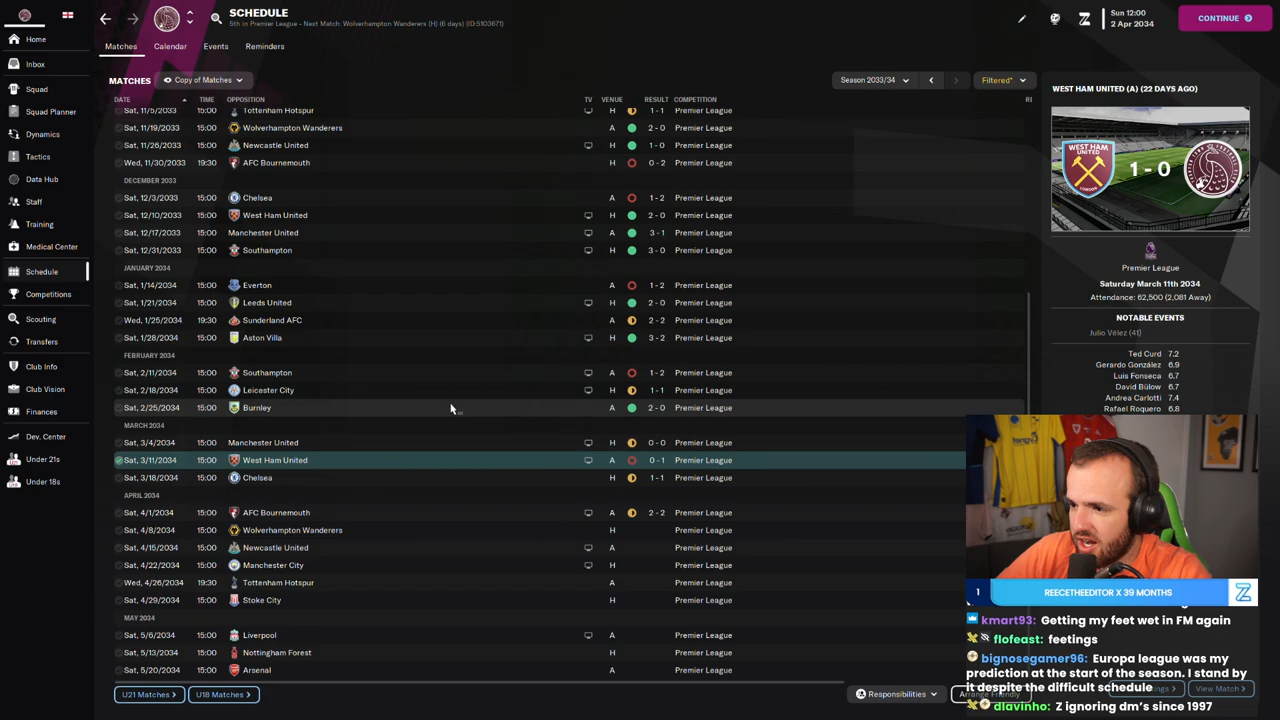 SCHEDULE
5th in Premier League - Next Match: Wolverhampton Wanderers (H) (6 days) (ID:5103671)
Sun 12:00
2 Apr 2034
CONTINUE
Home
Inbox
Squad
Squad Planner
Dynamics
Tactics
Data Hub
Staff
Training
Medical Center
Schedule
Competitions
Scouting
Transfers
Club Info
Club Vision
Finances
Dev. Center
Under 21s
Under 18s
Matches Calendar Events Reminders
MATCHES Copy of Matches Season 2033/34 Filtered*
DATE TIME OPPOSITION TV VENUE RESULT COMPETITION RE
Sat, 11/5/2033 15:00 Tottenham Hotspur H 1 - 1 Premier League
Sat, 11/19/2033 15:00 Wolverhampton Wanderers A 2 - 0 Premier League
Sat, 11/26/2033 15:00 Newcastle United H 1 - 0 Premier League
Wed, 11/30/2033 19:30 AFC Bournemouth H 0 - 2 Premier League
DECEMBER 2033
Sat, 12/3/2033 15:00 Chelsea A 1 - 2 Premier League
Sat, 12/10/2033 15:00 West Ham United H 2 - 0 Premier League
Sat, 12/17/2033 15:00 Manchester United A 3 - 1 Premier League
Sat, 12/31/2033 15:00 Southampton H 3 - 0 Premier League
JANUARY 2034
Sat, 1/14/2034 15:00 Everton A 1 - 2 Premier League
Sat, 1/21/2034 15:00 Leeds United H 2 - 0 Premier League
Wed, 1/25/2034 19:30 Sunderland AFC A 2 - 2 Premier League
Sat, 1/28/2034 15:00 Aston Villa H 3 - 2 Premier League
FEBRUARY 2034
Sat, 2/11/2034 15:00 Southampton A 1 - 2 Premier League
Sat, 2/18/2034 15:00 Leicester City H 1 - 1 Premier League
Sat, 2/25/2034 15:00 Burnley A 2 - 0 Premier League
MARCH 2034
Sat, 3/4/2034 15:00 Manchester United H 0 - 0 Premier League
Sat, 3/11/2034 15:00 West Ham United A 0 - 1 Premier League
Sat, 3/18/2034 15:00 Chelsea H 1 - 1 Premier League
APRIL 2034
Sat, 4/1/2034 15:00 AFC Bournemouth A 2 - 2 Premier League
Sat, 4/8/2034 15:00 Wolverhampton Wanderers H Premier League
Sat, 4/15/2034 15:00 Newcastle United A Premier League
Sat, 4/22/2034 15:00 Manchester City H Premier League
Wed, 4/26/2034 19:30 Tottenham Hotspur A Premier League
Sat, 4/29/2034 15:00 Stoke City H Premier League
MAY 2034
Sat, 5/6/2034 15:00 Liverpool A Premier League
Sat, 5/13/2034 15:00 Nottingham Forest H Premier League
Sat, 5/20/2034 15:00 Arsenal A Premier League
U21 Matches > U18 Matches > Responsibilities Arrange Friendly
WEST HAM UNITED (A) (22 DAYS AGO)
WEST HAM
UNITED
LONDON
1 - 0
Premier League
Saturday March 11th 2034
Attendance: 62,500 (2,081 Away)
NOTABLE EVENTS
Julio Vélez (41)
Ted Curd 7.2
Gerardo González 6.9
Luis Fonseca 6.7
David Bülow 6.7
Andrea Carlotti 7.4
Rafael Roquero 6.8
1 REECETHEEDITOR X 39 MONTHS
kmart93: Getting my feet wet in FM again
flofeast: feetings
bignosegamer96: Europa league was my
prediction at the start of the season. I stand by
it despite the difficult schedule
View Match >
dlavinho: Z ignoring dm's since 1997